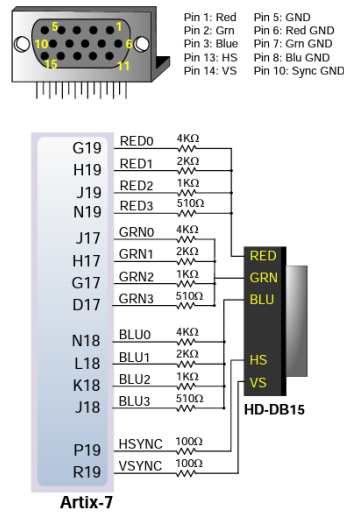 5 1
10 6
15 11
Pin 1: Red Pin 5: GND
Pin 2: Grn Pin 6: Red GND
Pin 3: Blue Pin 7: Grn GND
Pin 13: HS Pin 8: Blu GND
Pin 14: VS Pin 10: Sync GND
G19 RED0 4KΩ
H19 RED1 2KΩ
J19 RED2 1KΩ
N19 RED3 510Ω
J17 GRN0 4KΩ
H17 GRN1 2KΩ
G17 GRN2 1KΩ
D17 GRN3 510Ω
N18 BLU0 4KΩ
L18 BLU1 2KΩ
K18 BLU2 1KΩ
J18 BLU3 510Ω
P19 HSYNC 100Ω
R19 VSYNC 100Ω
Artix-7
RED
GRN
BLU
HS
VS
HD-DB15